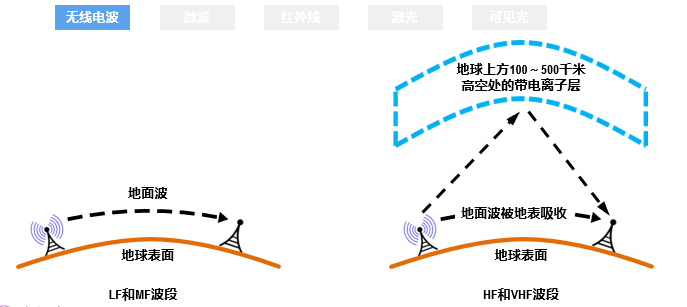 无线电波
微波
红外线
激光
可见光
地球上方100～500千米
高空处的带电离子层
地面波
地球表面
LF和MF波段
地面波被地表吸收
地球表面
HF和VHF波段